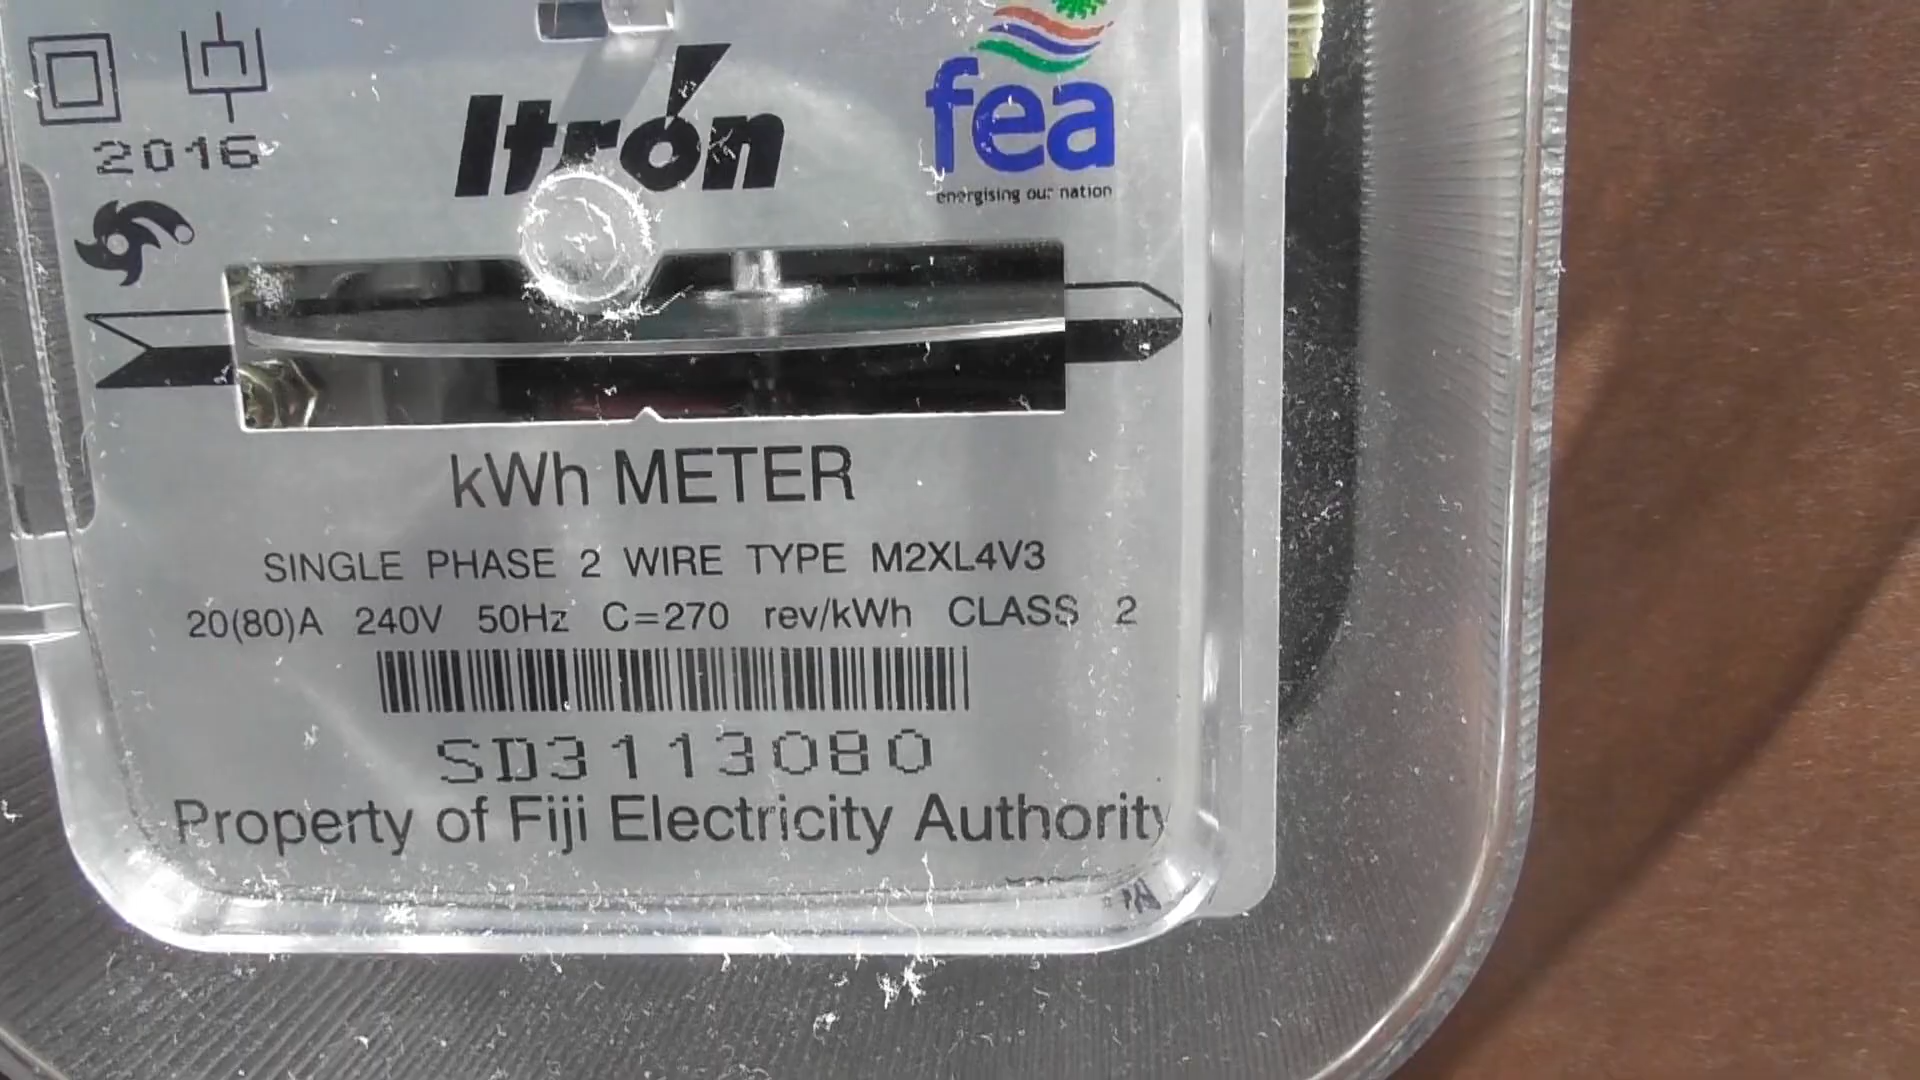 2016
Itrón
fea
energising our nation
kWh METER
SINGLE PHASE 2 WIRE TYPE M2XL4V3
20(80)A 240V 50Hz C=270 rev/kWh CLASS 2
SD3113080
Property of Fiji Electricity Authority